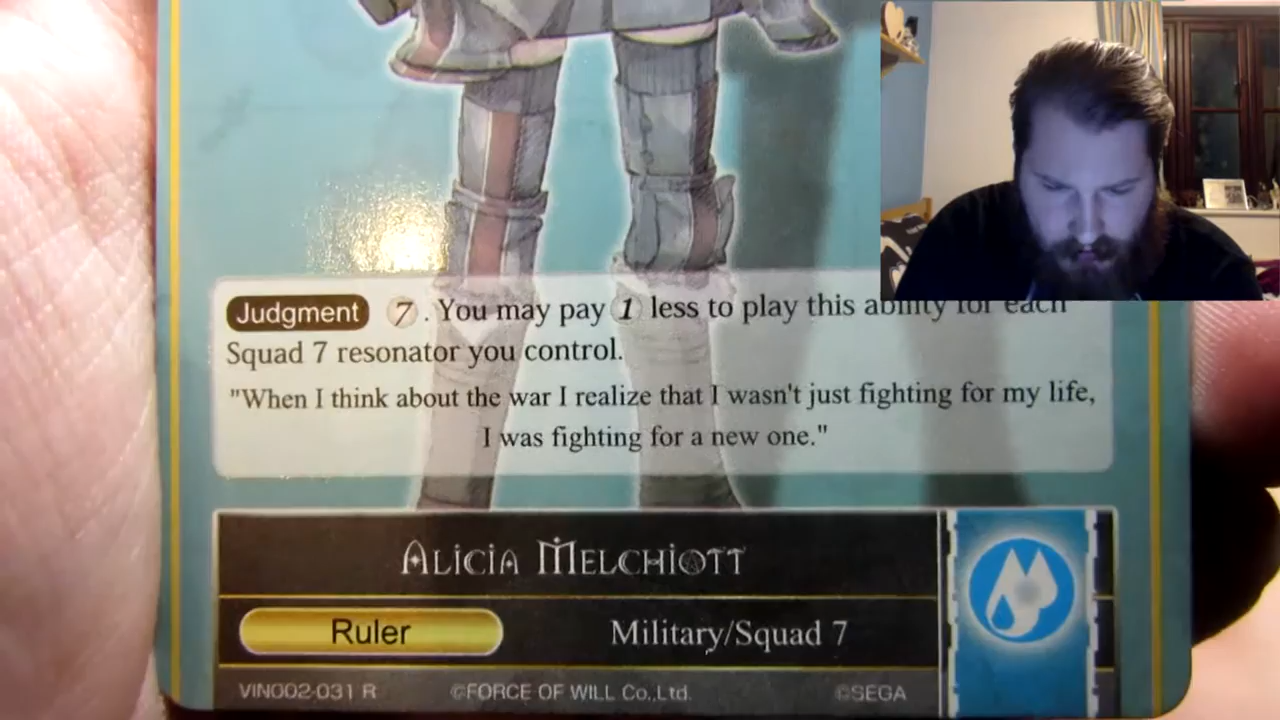 Judgment 7. You may pay 1 less to play this ability for each
Squad 7 resonator you control.
"When I think about the war I realize that I wasn't just fighting for my life,
I was fighting for a new one."
Alicia Melchiott
Ruler Military/Squad 7
VIN002-031 R ©FORCE OF WILL Co.,Ltd. ©SEGA